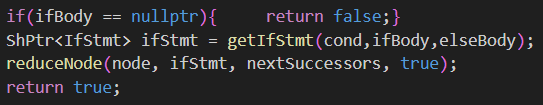 if(ifBody == nullptr){     return false;}
ShPtr<IfStmt> ifStmt = getIfStmt(cond,ifBody,elseBody);
reduceNode(node, ifStmt, nextSuccessors, true);
return true;